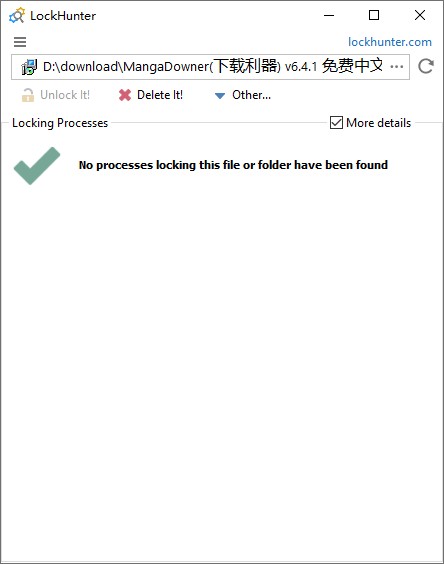 LockHunter
lockhunter.com
D:\download\MangaDowner(下载利器) v6.4.1 免费中文
Unlock It! Delete It! Other...
Locking Processes More details
No processes locking this file or folder have been found